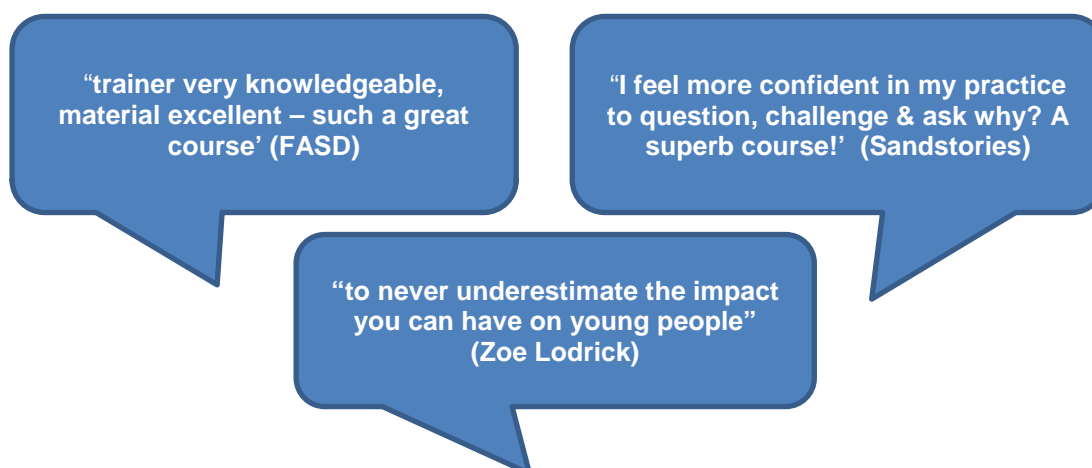 “trainer very knowledgeable,
material excellent – such a great
course’ (FASD)
“I feel more confident in my practice
to question, challenge & ask why? A
superb course!’  (Sandstories)
“to never underestimate the impact
you can have on young people”
(Zoe Lodrick)